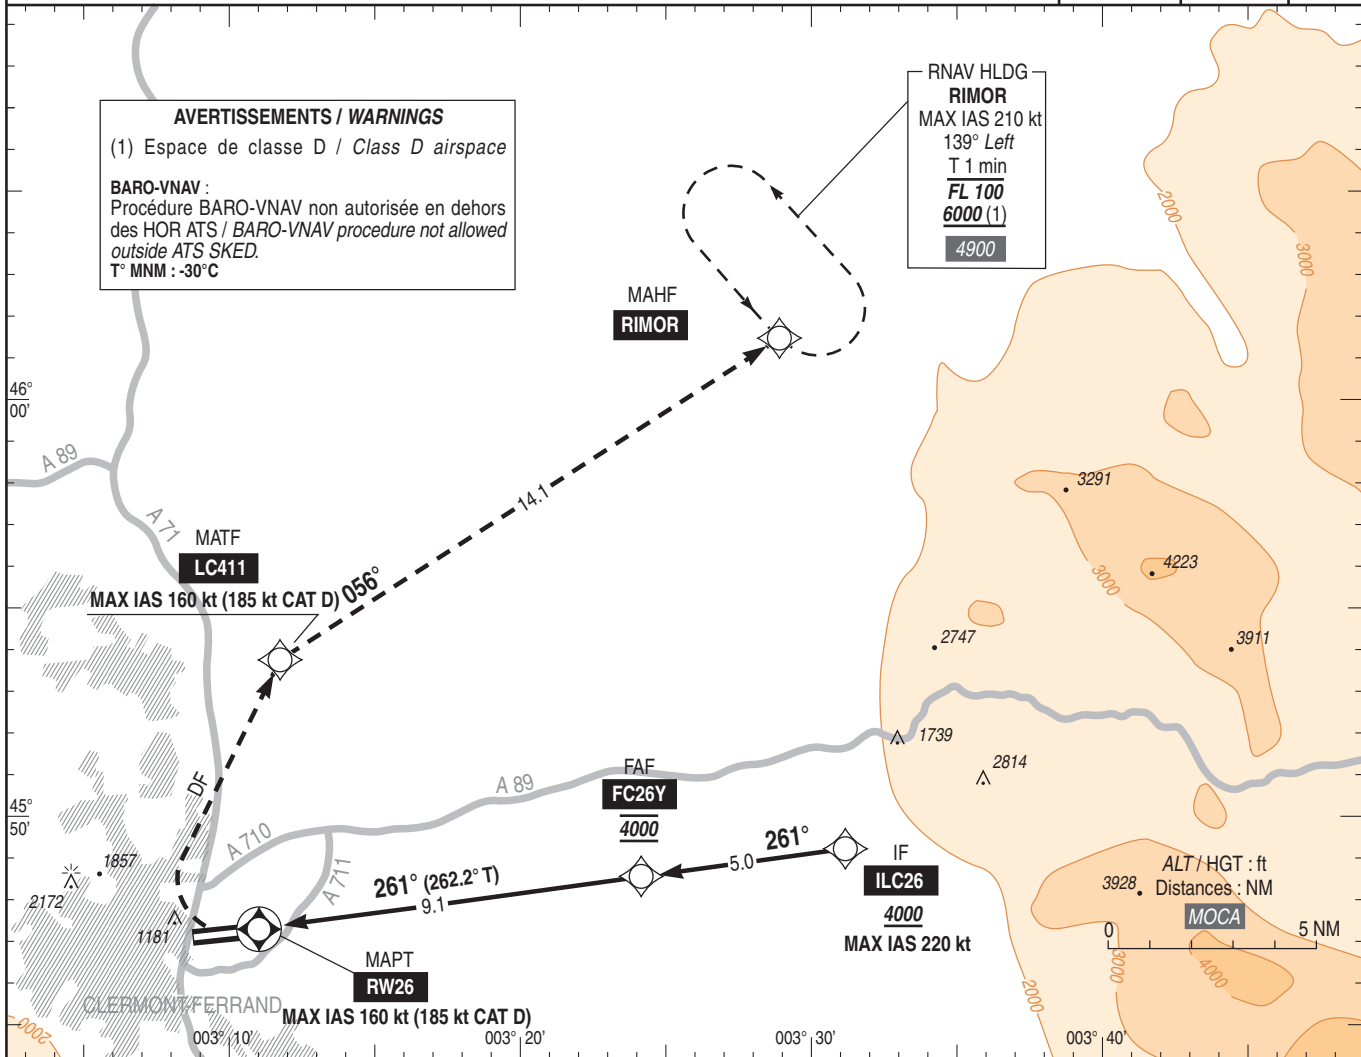 AVERTISSEMENTS / WARNINGS
(1) Espace de classe D / Class D airspace
BARO-VNAV :
Procédure BARO-VNAV non autorisée en dehors
des HOR ATS / BARO-VNAV procedure not allowed
outside ATS SKED.
T° MNM : -30°C
RNAV HLDG
RIMOR
MAX IAS 210 kt
139° Left
T 1 min
FL 100
6000 (1)
4900
2000
3000
MAHF
RIMOR
46°
00'
A 89
A 71
14.1
3291
MATF
LC411
MAX IAS 160 kt (185 kt CAT D)
056°
4223
3000
2747
3911
1739
2814
DF
A 89
FAF
FC26Y
4000
45°
50'
A 710
A 711
261°
5.0
IF
ILC26
4000
MAX IAS 220 kt
261° (262.2° T)
9.1
1857
2172
1181
3928
ALT / HGT : ft
Distances : NM
MOCA
0
5 NM
MAPT
RW26
MAX IAS 160 kt (185 kt CAT D)
CLERMONT-FERRAND
2000
2000
3000
4000
003° 10'
003° 20'
003° 30'
003° 40'